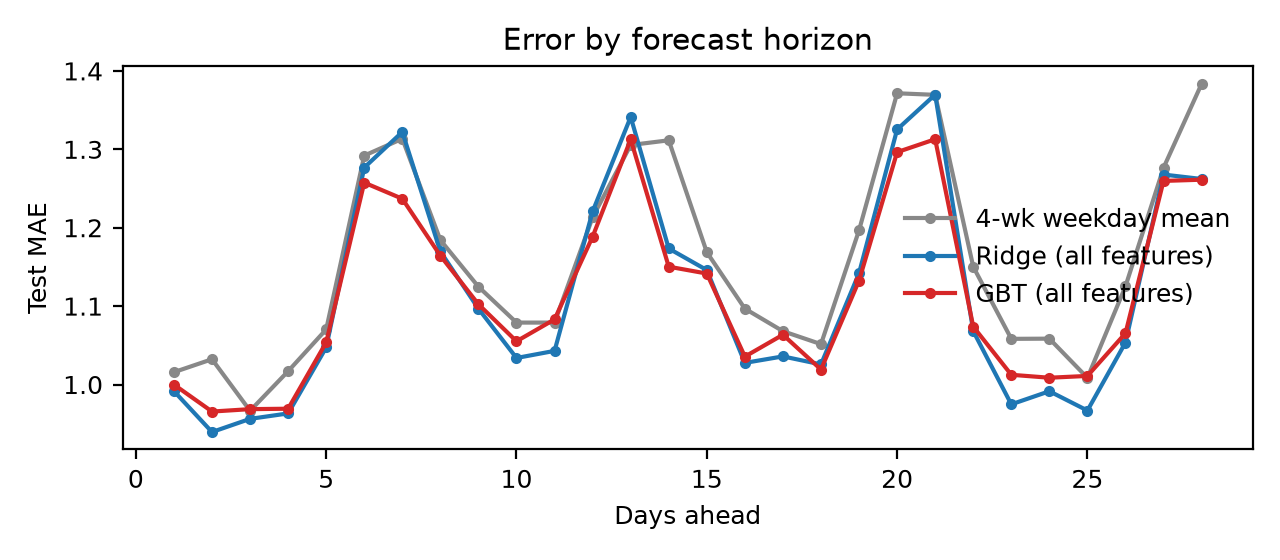 Error by forecast horizon
Test MAE
1.4
1.3
1.2
1.1
1.0
4-wk weekday mean
Ridge (all features)
GBT (all features)
0 5 10 15 20 25
Days ahead